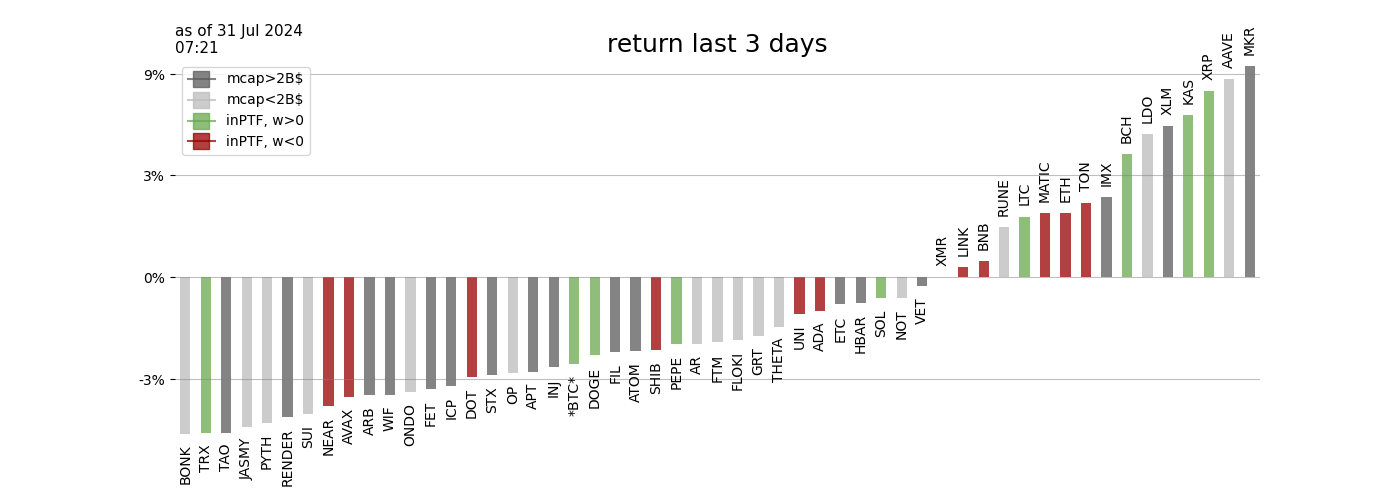 as of 31 Jul 2024
07:21
return last 3 days
9%
3%
0%
-3%
mcap>2B$
mcap<2B$
inPTF, w>0
inPTF, w<0
BONK
TRX
TAO
JASMY
PYTH
RENDER
SUI
NEAR
AVAX
ARB
WIF
ONDO
FET
ICP
DOT
STX
OP
APT
INJ
*BTC*
DOGE
FIL
ATOM
SHIB
PEPE
AR
FTM
FLOKI
GRT
THETA
UNI
ADA
ETC
HBAR
SOL
NOT
VET
XMR
LINK
BNB
RUNE
LTC
MATIC
ETH
TON
IMX
BCH
LDO
XLM
KAS
XRP
AAVE
MKR